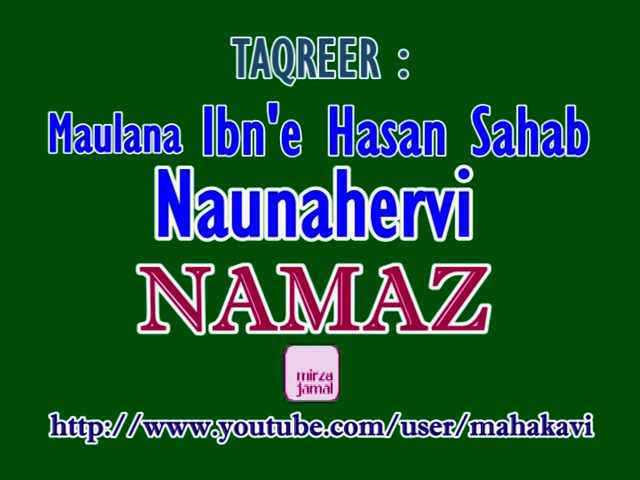 TAQREER :
Maulana Ibn'e Hasan Sahab
Naunahervi
NAMAZ
mirza
jamal
http://www.youtube.com/user/mahakavi